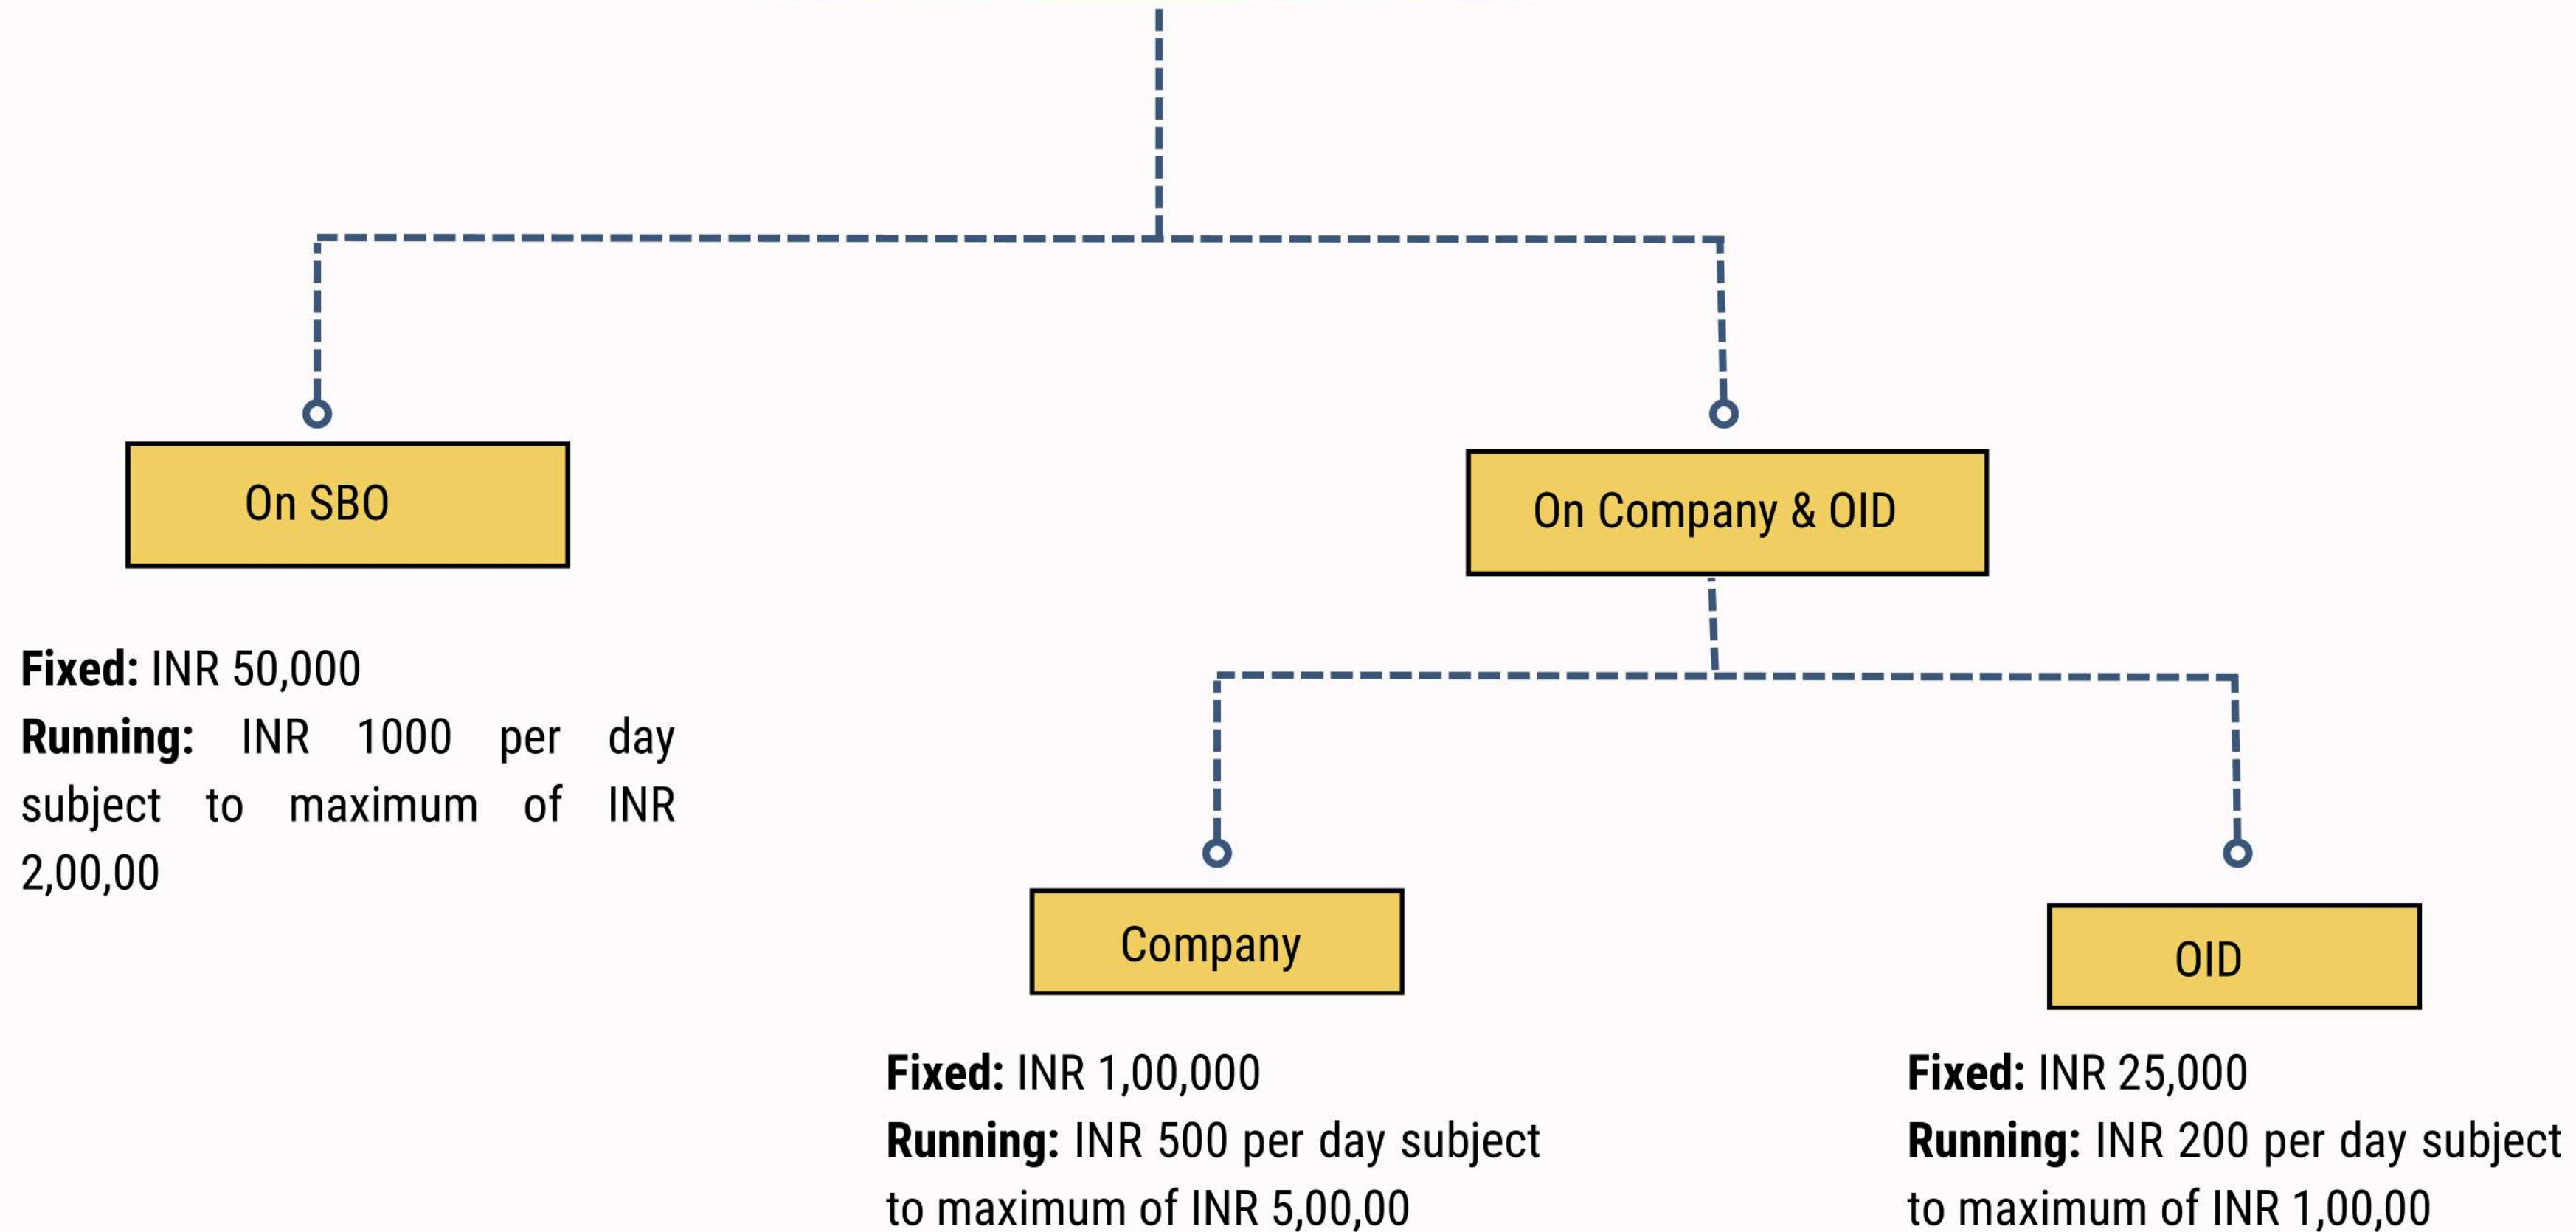 On SBO
On Company & OID
Fixed: INR 50,000
Running: INR 1000 per day
subject to maximum of INR
2,00,00
Company
OID
Fixed: INR 1,00,000
Running: INR 500 per day subject
to maximum of INR 5,00,00
Fixed: INR 25,000
Running: INR 200 per day subject
to maximum of INR 1,00,00